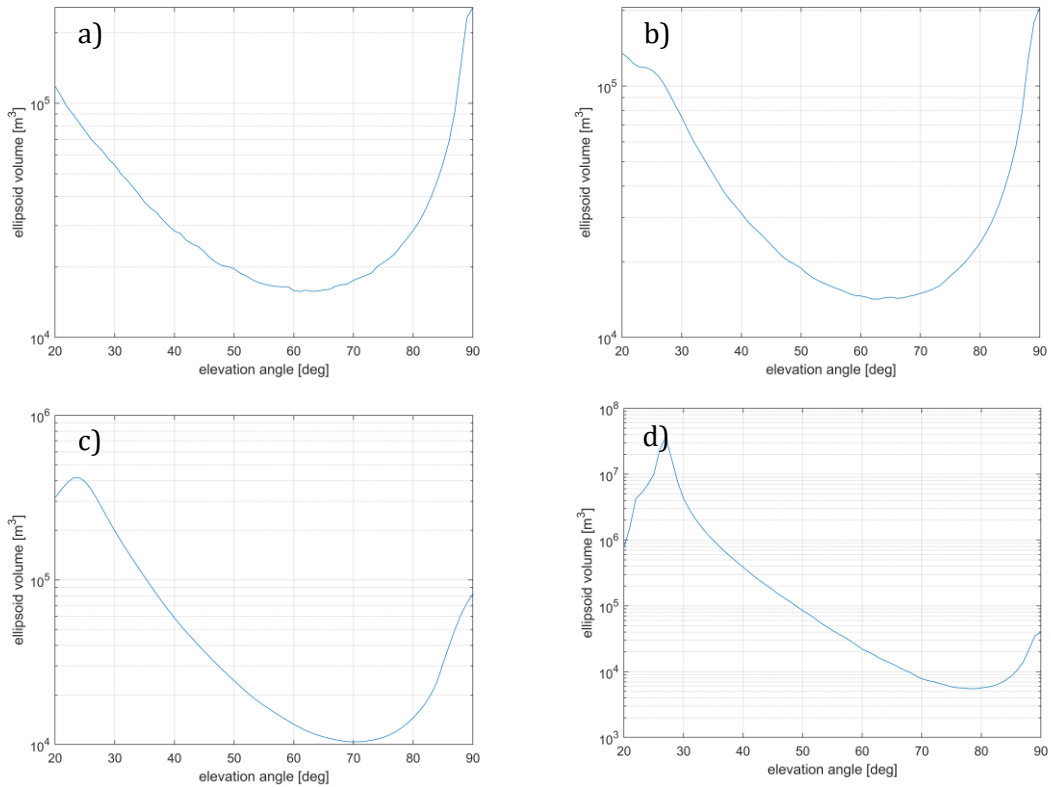 a)
10^5
10^4
ellipsoid volume [m^3]
20 30 40 50 60 70 80 90
elevation angle [deg]
b)
10^5
10^4
ellipsoid volume [m^3]
20 30 40 50 60 70 80 90
elevation angle [deg]
c)
10^6
10^5
10^4
ellipsoid volume [m^3]
20 30 40 50 60 70 80 90
elevation angle [deg]
d)
10^8
10^7
10^6
10^5
10^4
10^3
ellipsoid volume [m^3]
20 30 40 50 60 70 80 90
elevation angle [deg]